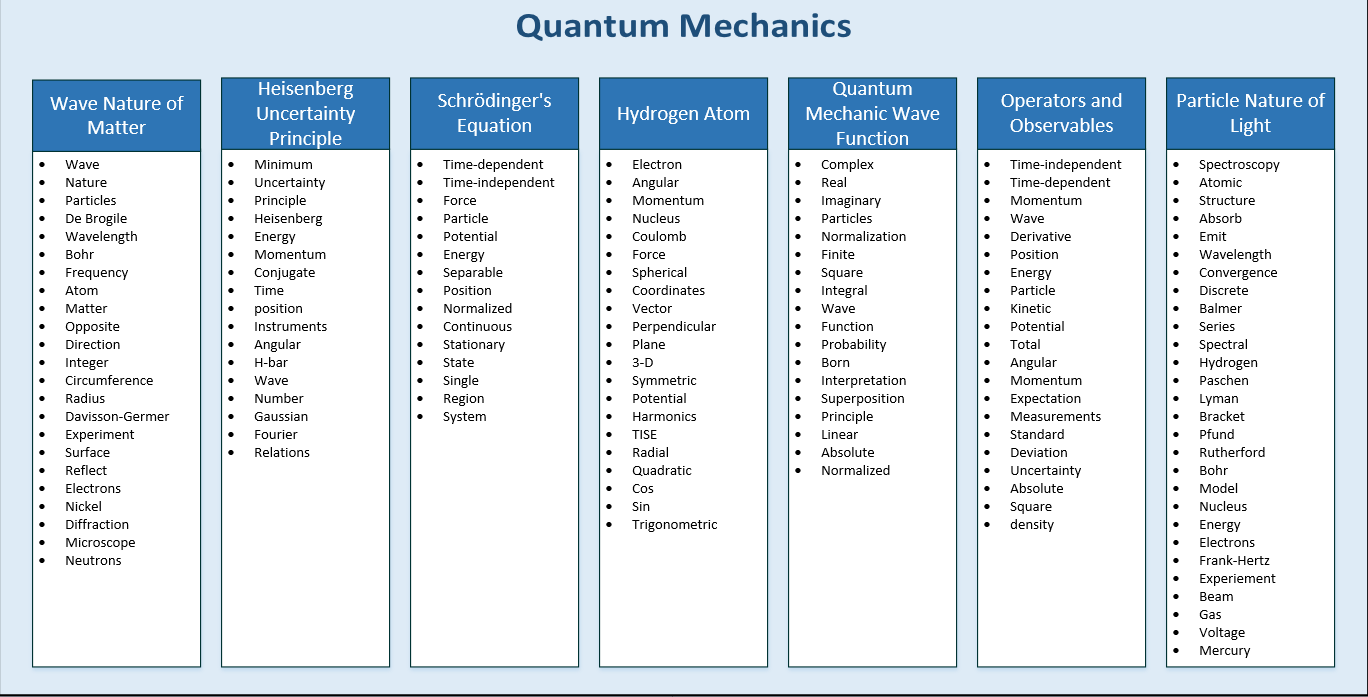 Quantum Mechanics
Wave Nature of
Matter
• Wave
• Nature
• Particles
• De Brogile
• Wavelength
• Bohr
• Frequency
• Atom
• Matter
• Opposite
• Direction
• Integer
• Circumference
• Radius
• Davisson-Germer
• Experiment
• Surface
• Reflect
• Electrons
• Nickel
• Diffraction
• Microscope
• Neutrons
Heisenberg
Uncertainty
Principle
• Minimum
• Uncertainty
• Principle
• Heisenberg
• Energy
• Momentum
• Conjugate
• Time
• position
• Instruments
• Angular
• H-bar
• Wave
• Number
• Gaussian
• Fourier
• Relations
Schrödinger's
Equation
• Time-dependent
• Time-independent
• Force
• Particle
• Potential
• Energy
• Separable
• Position
• Normalized
• Continuous
• Stationary
• State
• Single
• Region
• System
Hydrogen Atom
• Electron
• Angular
• Momentum
• Nucleus
• Coulomb
• Force
• Spherical
• Coordinates
• Vector
• Perpendicular
• Plane
• 3-D
• Symmetric
• Potential
• Harmonics
• TISE
• Radial
• Quadratic
• Cos
• Sin
• Trigonometric
Quantum
Mechanic Wave
Function
• Complex
• Real
• Imaginary
• Particles
• Normalization
• Finite
• Square
• Integral
• Wave
• Function
• Probability
• Born
• Interpretation
• Superposition
• Principle
• Linear
• Absolute
• Normalized
Operators and
Observables
• Time-independent
• Time-dependent
• Momentum
• Wave
• Derivative
• Position
• Energy
• Particle
• Kinetic
• Potential
• Total
• Angular
• Momentum
• Expectation
• Measurements
• Standard
• Deviation
• Uncertainty
• Absolute
• Square
• density
Particle Nature of
Light
• Spectroscopy
• Atomic
• Structure
• Absorb
• Emit
• Wavelength
• Convergence
• Discrete
• Balmer
• Series
• Spectral
• Hydrogen
• Paschen
• Lyman
• Bracket
• Pfund
• Rutherford
• Bohr
• Model
• Nucleus
• Energy
• Electrons
• Frank-Hertz
• Experiement
• Beam
• Gas
• Voltage
• Mercury